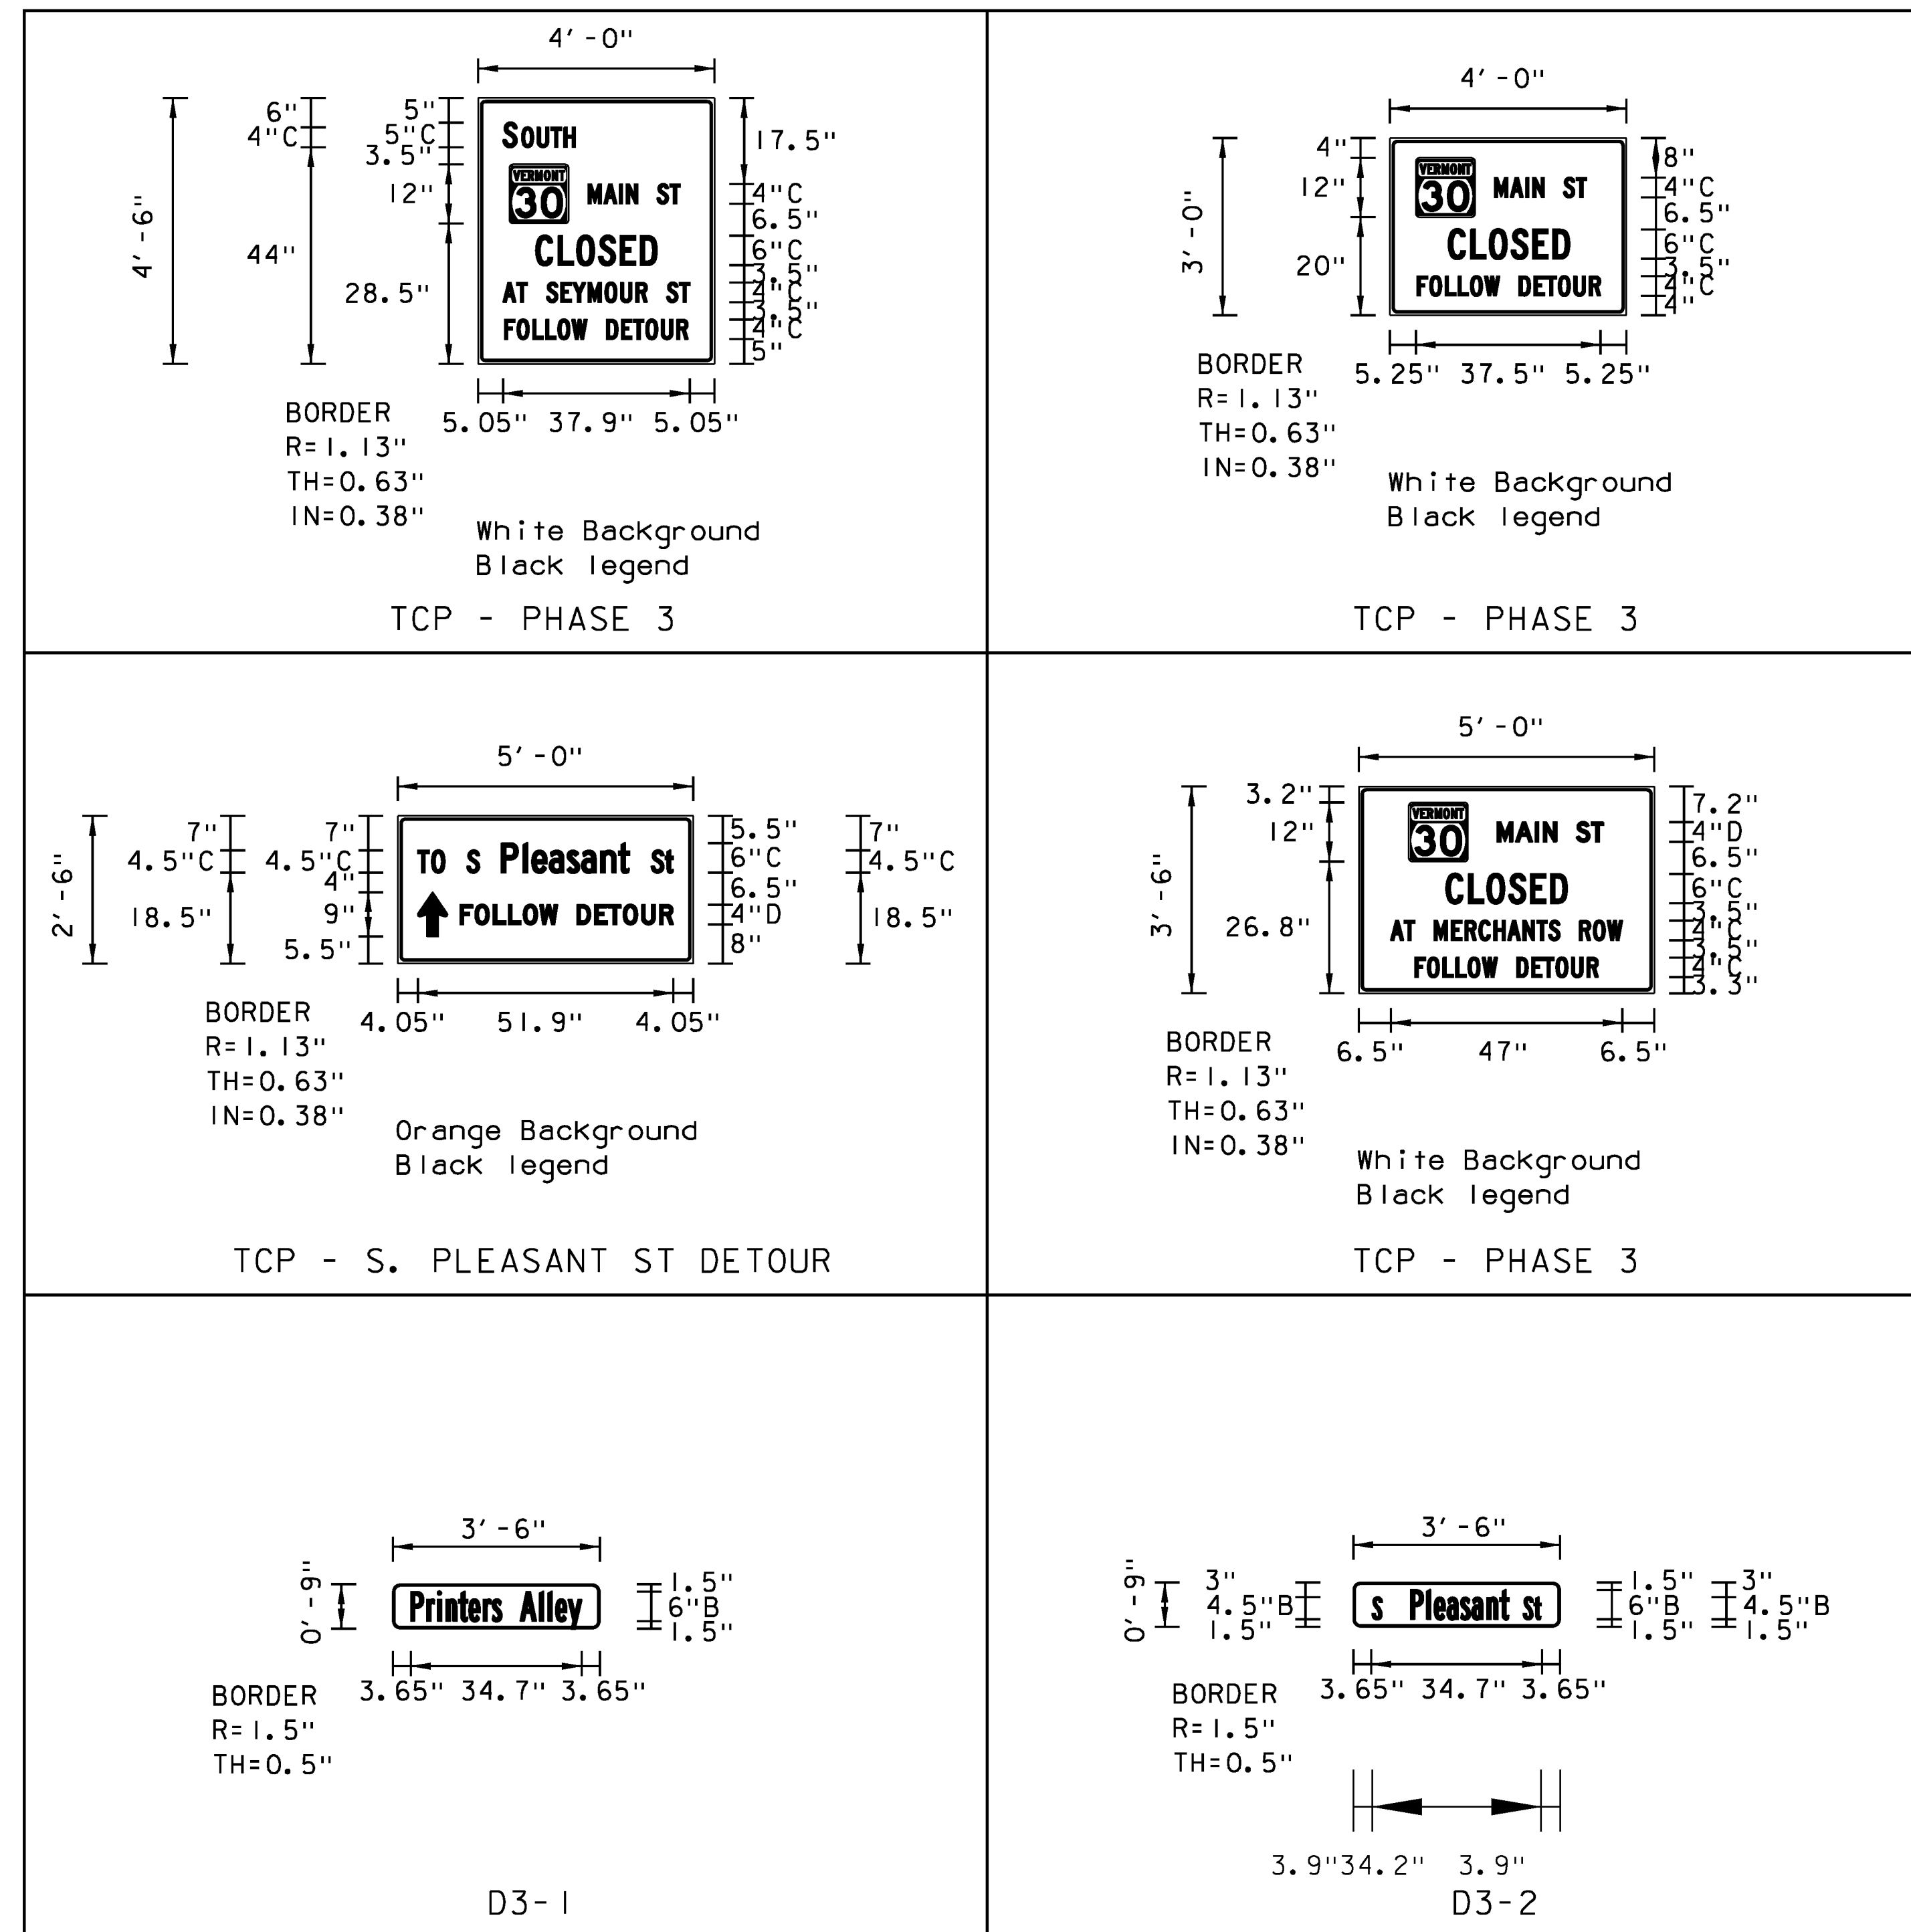 4'-0"
6"
4"C
44"
4'-6"
5"
5"C
3.5"
12"
28.5"
SOUTH
VERMONT
30 MAIN ST
CLOSED
AT SEYMOUR ST
FOLLOW DETOUR
17.5"
4"C
6.5"
6"C
3.5"
4"C
3.5"
4"C
5"
5.05" 37.9" 5.05"
BORDER
R=1.13"
TH=0.63"
IN=0.38"
White Background
Black legend
TCP - PHASE 3
4'-0"
3'-0"
4"
12"
20"
VERMONT
30 MAIN ST
CLOSED
FOLLOW DETOUR
8"
4"C
6.5"
6"C
3.5"
4"C
4"
5.25" 37.5" 5.25"
BORDER
R=1.13"
TH=0.63"
IN=0.38"
White Background
Black legend
TCP - PHASE 3
5'-0"
2'-6"
7"
4.5"C
18.5"
7"
4.5"C
4"
9"
5.5"
TO S Pleasant St
FOLLOW DETOUR
5.5"
6"C
6.5"
4"D
8"
7"
4.5"C
18.5"
4.05" 51.9" 4.05"
BORDER
R=1.13"
TH=0.63"
IN=0.38"
Orange Background
Black legend
TCP - S. PLEASANT ST DETOUR
5'-0"
3'-6"
3.2"
12"
26.8"
VERMONT
30 MAIN ST
CLOSED
AT MERCHANTS ROW
FOLLOW DETOUR
7.2"
4"D
6.5"
6"C
3.5"
4"C
3.5"
4"C
3.3"
6.5" 47" 6.5"
BORDER
R=1.13"
TH=0.63"
IN=0.38"
White Background
Black legend
TCP - PHASE 3
3'-6"
0'-9"
Printers Alley
1.5"
6"B
1.5"
3.65" 34.7" 3.65"
BORDER
R=1.5"
TH=0.5"
D3-1
3'-6"
0'-9"
3"
4.5"B
1.5"
S Pleasant St
1.5"
6"B
1.5"
3"
4.5"B
1.5"
3.65" 34.7" 3.65"
BORDER
R=1.5"
TH=0.5"
3.9"34.2" 3.9"
D3-2